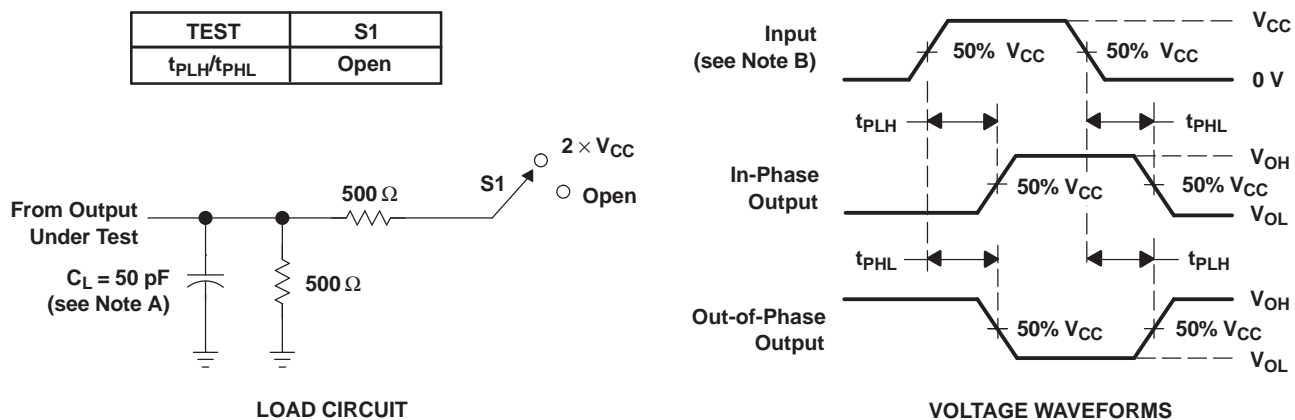 TEST S1
tPLH/tPHL Open
2 × VCC
S1
Open
500 Ω
From Output
Under Test
CL = 50 pF
(see Note A)
500 Ω
LOAD CIRCUIT
Input
(see Note B)
50% VCC 50% VCC
VCC
0 V
tPLH tPHL
In-Phase
Output
50% VCC 50% VCC
VOH
VOL
tPHL tPLH
Out-of-Phase
Output
50% VCC 50% VCC
VOH
VOL
VOLTAGE WAVEFORMS